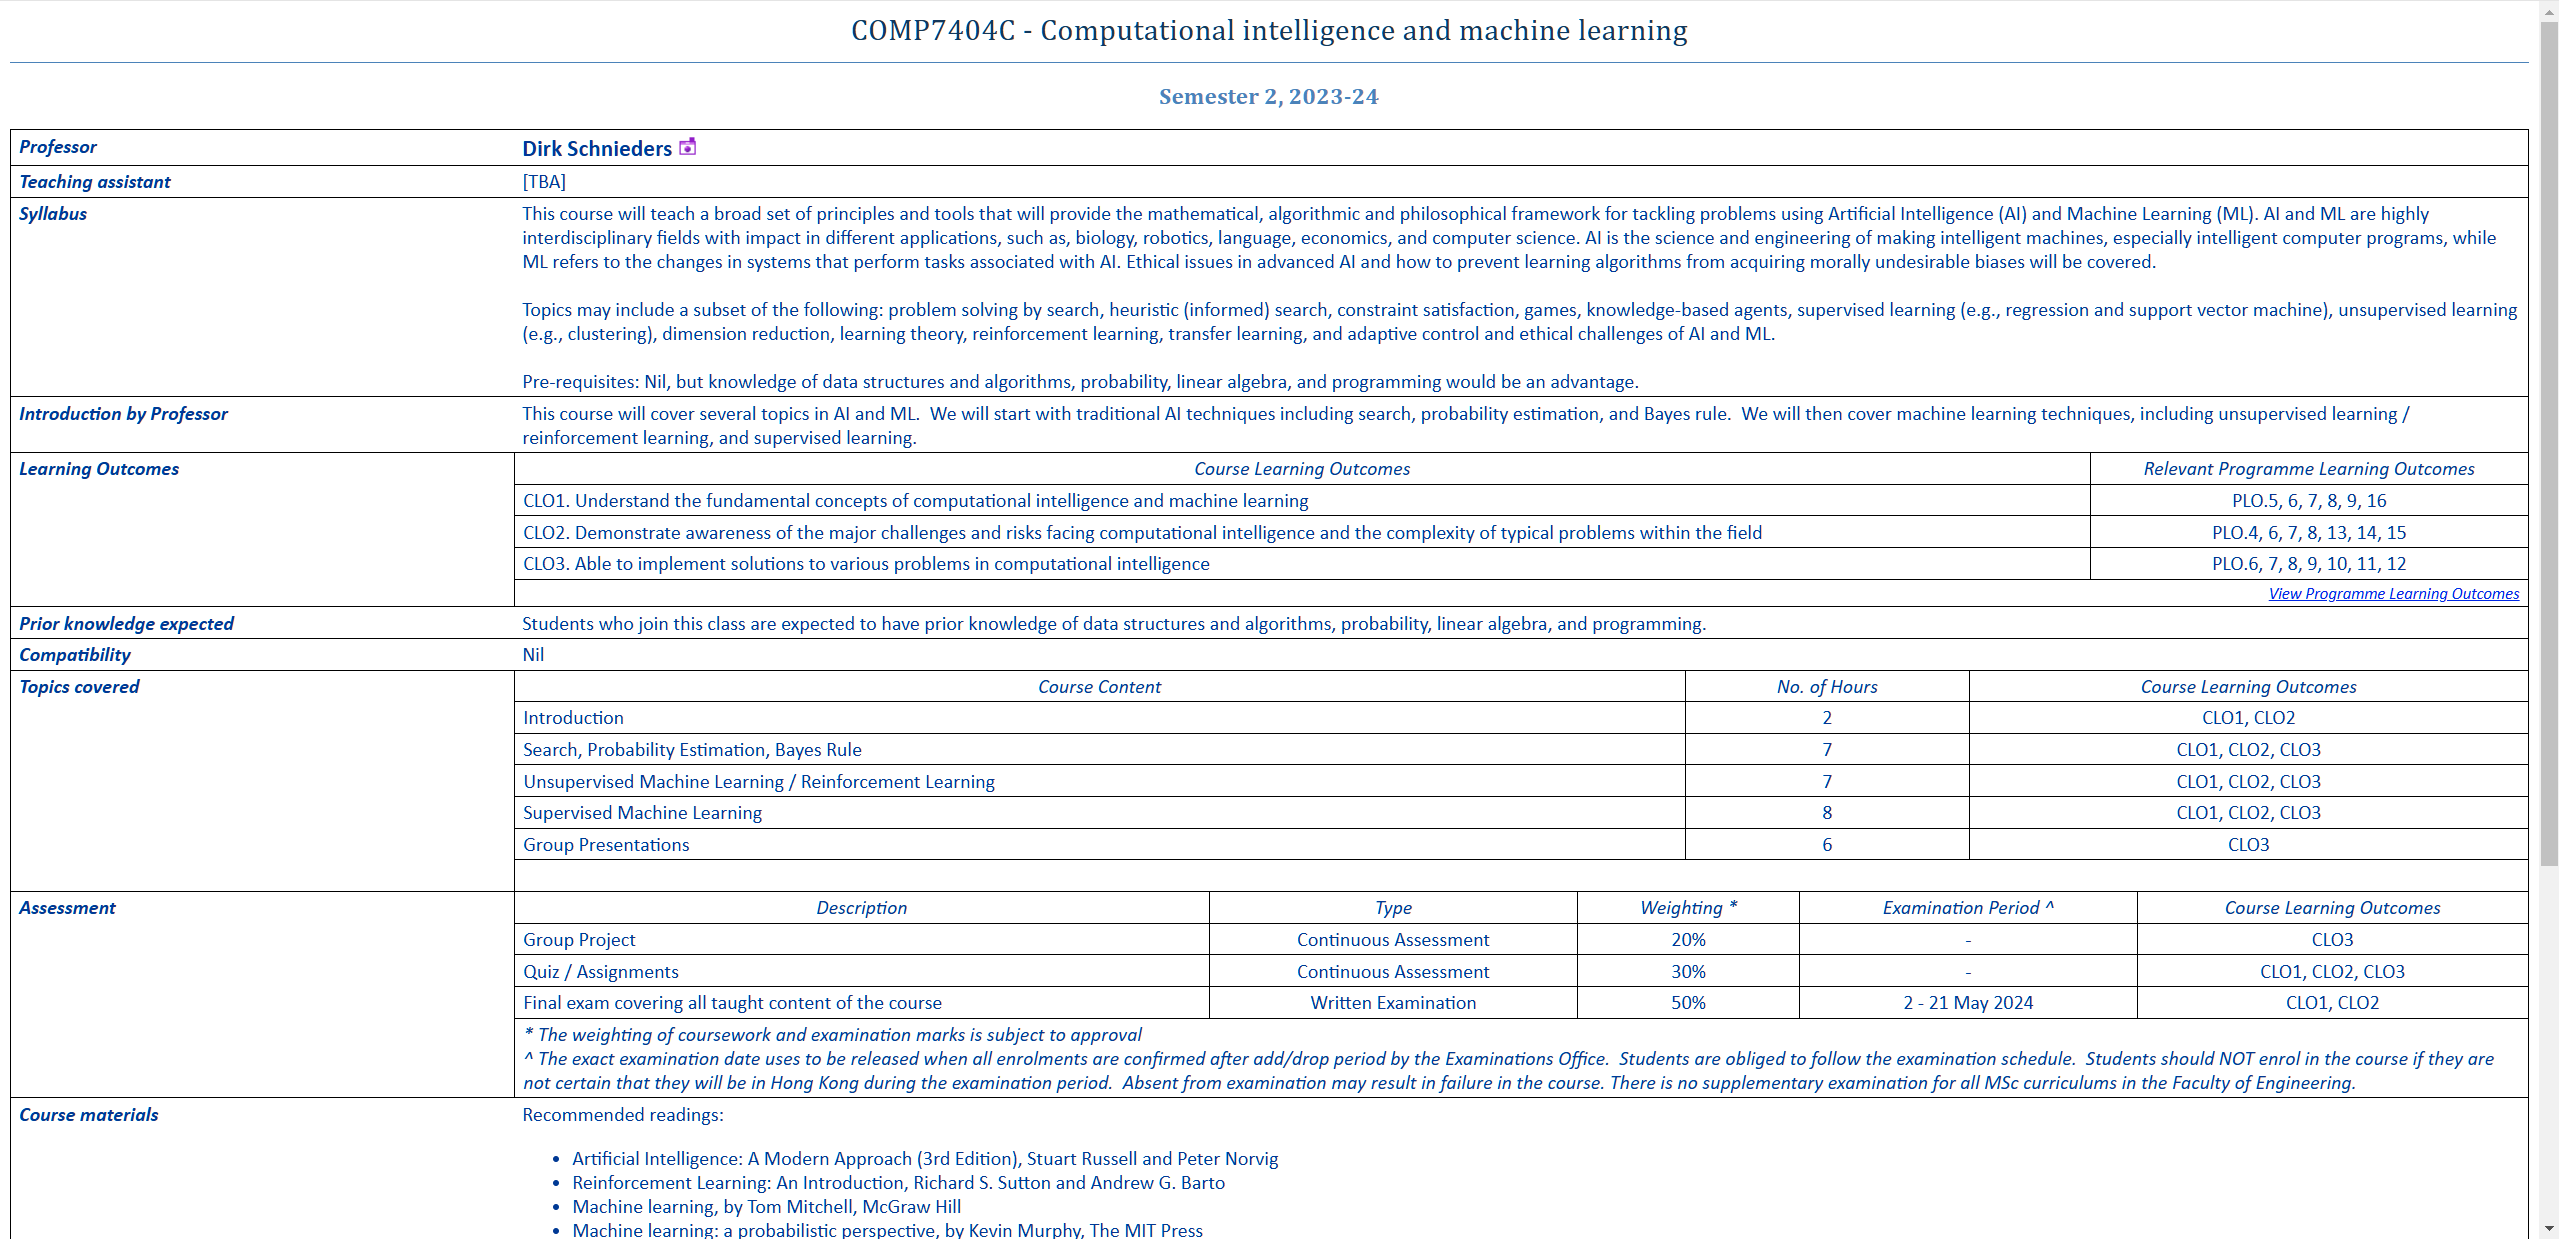 COMP7404C - Computational intelligence and machine learning
Semester 2, 2023-24
Professor
Dirk Schnieders
Teaching assistant
[TBA]
Syllabus
This course will teach a broad set of principles and tools that will provide the mathematical, algorithmic and philosophical framework for tackling problems using Artificial Intelligence (AI) and Machine Learning (ML). AI and ML are highly
interdisciplinary fields with impact in different applications, such as, biology, robotics, language, economics, and computer science. AI is the science and engineering of making intelligent machines, especially intelligent computer programs, while
ML refers to the changes in systems that perform tasks associated with AI. Ethical issues in advanced AI and how to prevent learning algorithms from acquiring morally undesirable biases will be covered.
Topics may include a subset of the following: problem solving by search, heuristic (informed) search, constraint satisfaction, games, knowledge-based agents, supervised learning (e.g., regression and support vector machine), unsupervised learning
(e.g., clustering), dimension reduction, learning theory, reinforcement learning, transfer learning, and adaptive control and ethical challenges of AI and ML.
Pre-requisites: Nil, but knowledge of data structures and algorithms, probability, linear algebra, and programming would be an advantage.
Introduction by Professor
This course will cover several topics in AI and ML. We will start with traditional AI techniques including search, probability estimation, and Bayes rule. We will then cover machine learning techniques, including unsupervised learning /
reinforcement learning, and supervised learning.
Learning Outcomes
Course Learning Outcomes Relevant Programme Learning Outcomes
CLO1. Understand the fundamental concepts of computational intelligence and machine learning PLO.5, 6, 7, 8, 9, 16
CLO2. Demonstrate awareness of the major challenges and risks facing computational intelligence and the complexity of typical problems within the field PLO.4, 6, 7, 8, 13, 14, 15
CLO3. Able to implement solutions to various problems in computational intelligence PLO.6, 7, 8, 9, 10, 11, 12
View Programme Learning Outcomes
Prior knowledge expected
Students who join this class are expected to have prior knowledge of data structures and algorithms, probability, linear algebra, and programming.
Compatibility
Nil
Topics covered
Course Content No. of Hours Course Learning Outcomes
Introduction 2 CLO1, CLO2
Search, Probability Estimation, Bayes Rule 7 CLO1, CLO2, CLO3
Unsupervised Machine Learning / Reinforcement Learning 7 CLO1, CLO2, CLO3
Supervised Machine Learning 8 CLO1, CLO2, CLO3
Group Presentations 6 CLO3
Assessment
Description Type Weighting * Examination Period ^ Course Learning Outcomes
Group Project Continuous Assessment 20% - CLO3
Quiz / Assignments Continuous Assessment 30% - CLO1, CLO2, CLO3
Final exam covering all taught content of the course Written Examination 50% 2 - 21 May 2024 CLO1, CLO2
* The weighting of coursework and examination marks is subject to approval
^ The exact examination date uses to be released when all enrolments are confirmed after add/drop period by the Examinations Office. Students are obliged to follow the examination schedule. Students should NOT enrol in the course if they are
not certain that they will be in Hong Kong during the examination period. Absent from examination may result in failure in the course. There is no supplementary examination for all MSc curriculums in the Faculty of Engineering.
Course materials
Recommended readings:
• Artificial Intelligence: A Modern Approach (3rd Edition), Stuart Russell and Peter Norvig
• Reinforcement Learning: An Introduction, Richard S. Sutton and Andrew G. Barto
• Machine learning, by Tom Mitchell, McGraw Hill
• Machine learning: a probabilistic perspective, by Kevin Murphy, The MIT Press